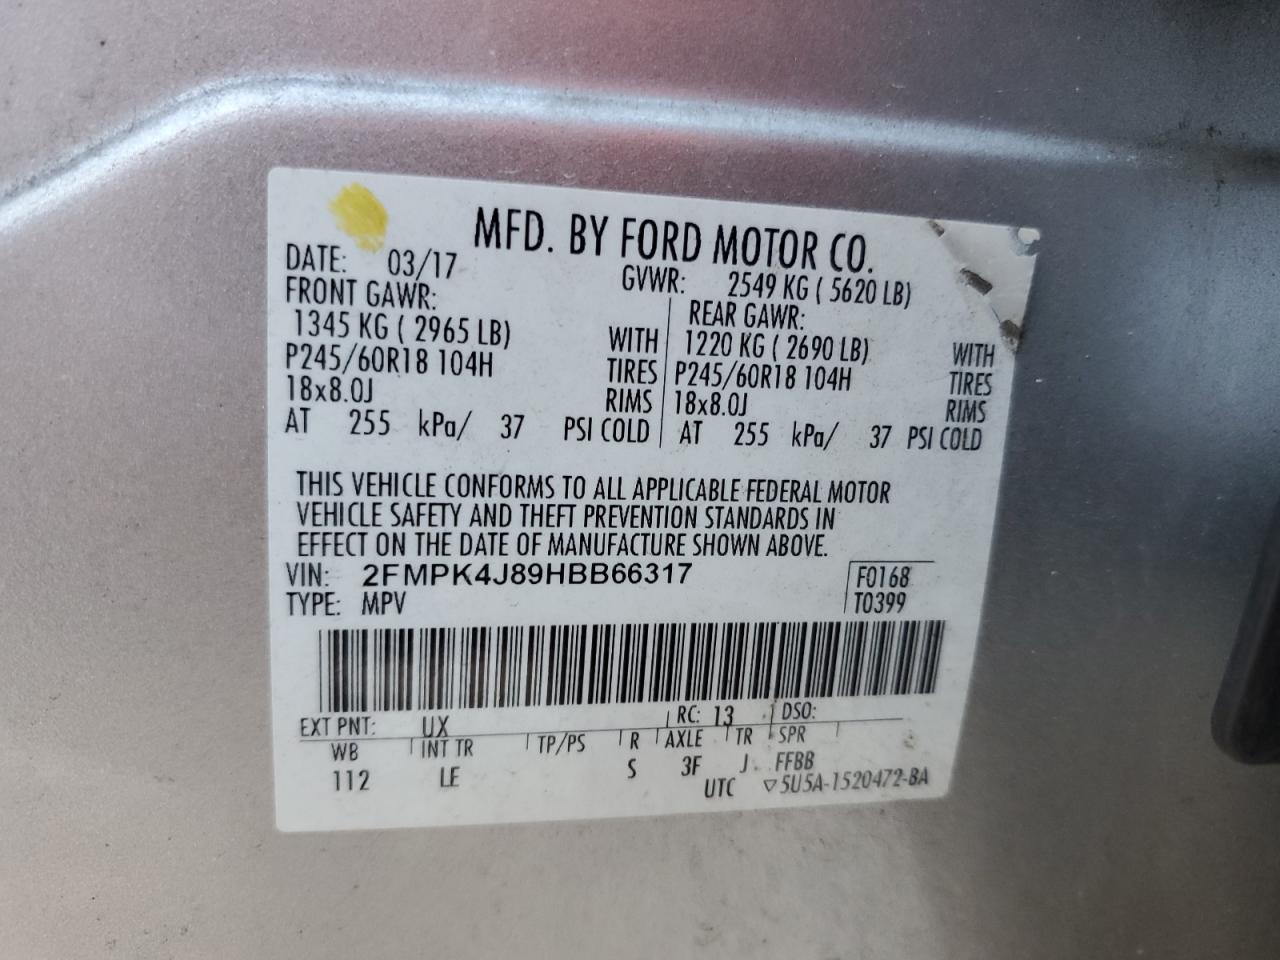 MFD. BY FORD MOTOR CO.
DATE: 03/17 GVWR: 2549 KG ( 5620 LB)
FRONT GAWR: REAR GAWR:
1345 KG ( 2965 LB) WITH 1220 KG ( 2690 LB) WITH
P245/60R18 104H TIRES P245/60R18 104H TIRES
18x8.0J RIMS 18x8.0J RIMS
AT 255 kPa/ 37 PSI COLD AT 255 kPa/ 37 PSI COLD
THIS VEHICLE CONFORMS TO ALL APPLICABLE FEDERAL MOTOR
VEHICLE SAFETY AND THEFT PREVENTION STANDARDS IN
EFFECT ON THE DATE OF MANUFACTURE SHOWN ABOVE.
VIN: 2FMPK4J89HBB66317 F0168
TYPE: MPV T0399
EXT PNT: UX RC: 13 DSO:
WB INT TR TP/PS R AXLE TR SPR
112 LE S 3F J FFBB
UTC ▽5U5A-1520472-BA